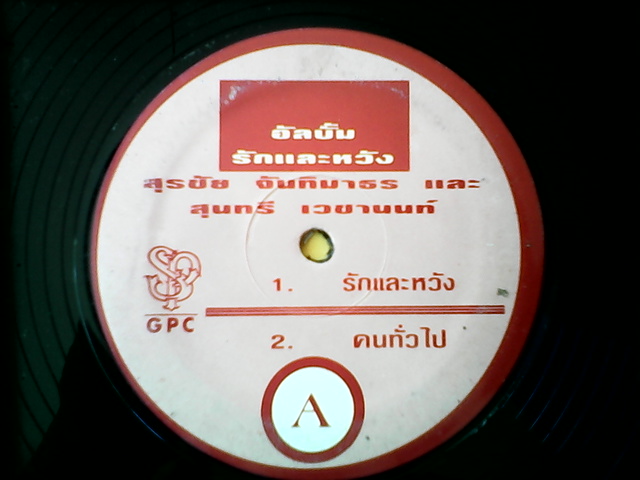 อัลบั้ม
รักและหวัง
สุรชัย จันทิมาธร และ
สุนทรี เวชานนท์
1. รักและหวัง
GPC
2. คนทั่วไป
A